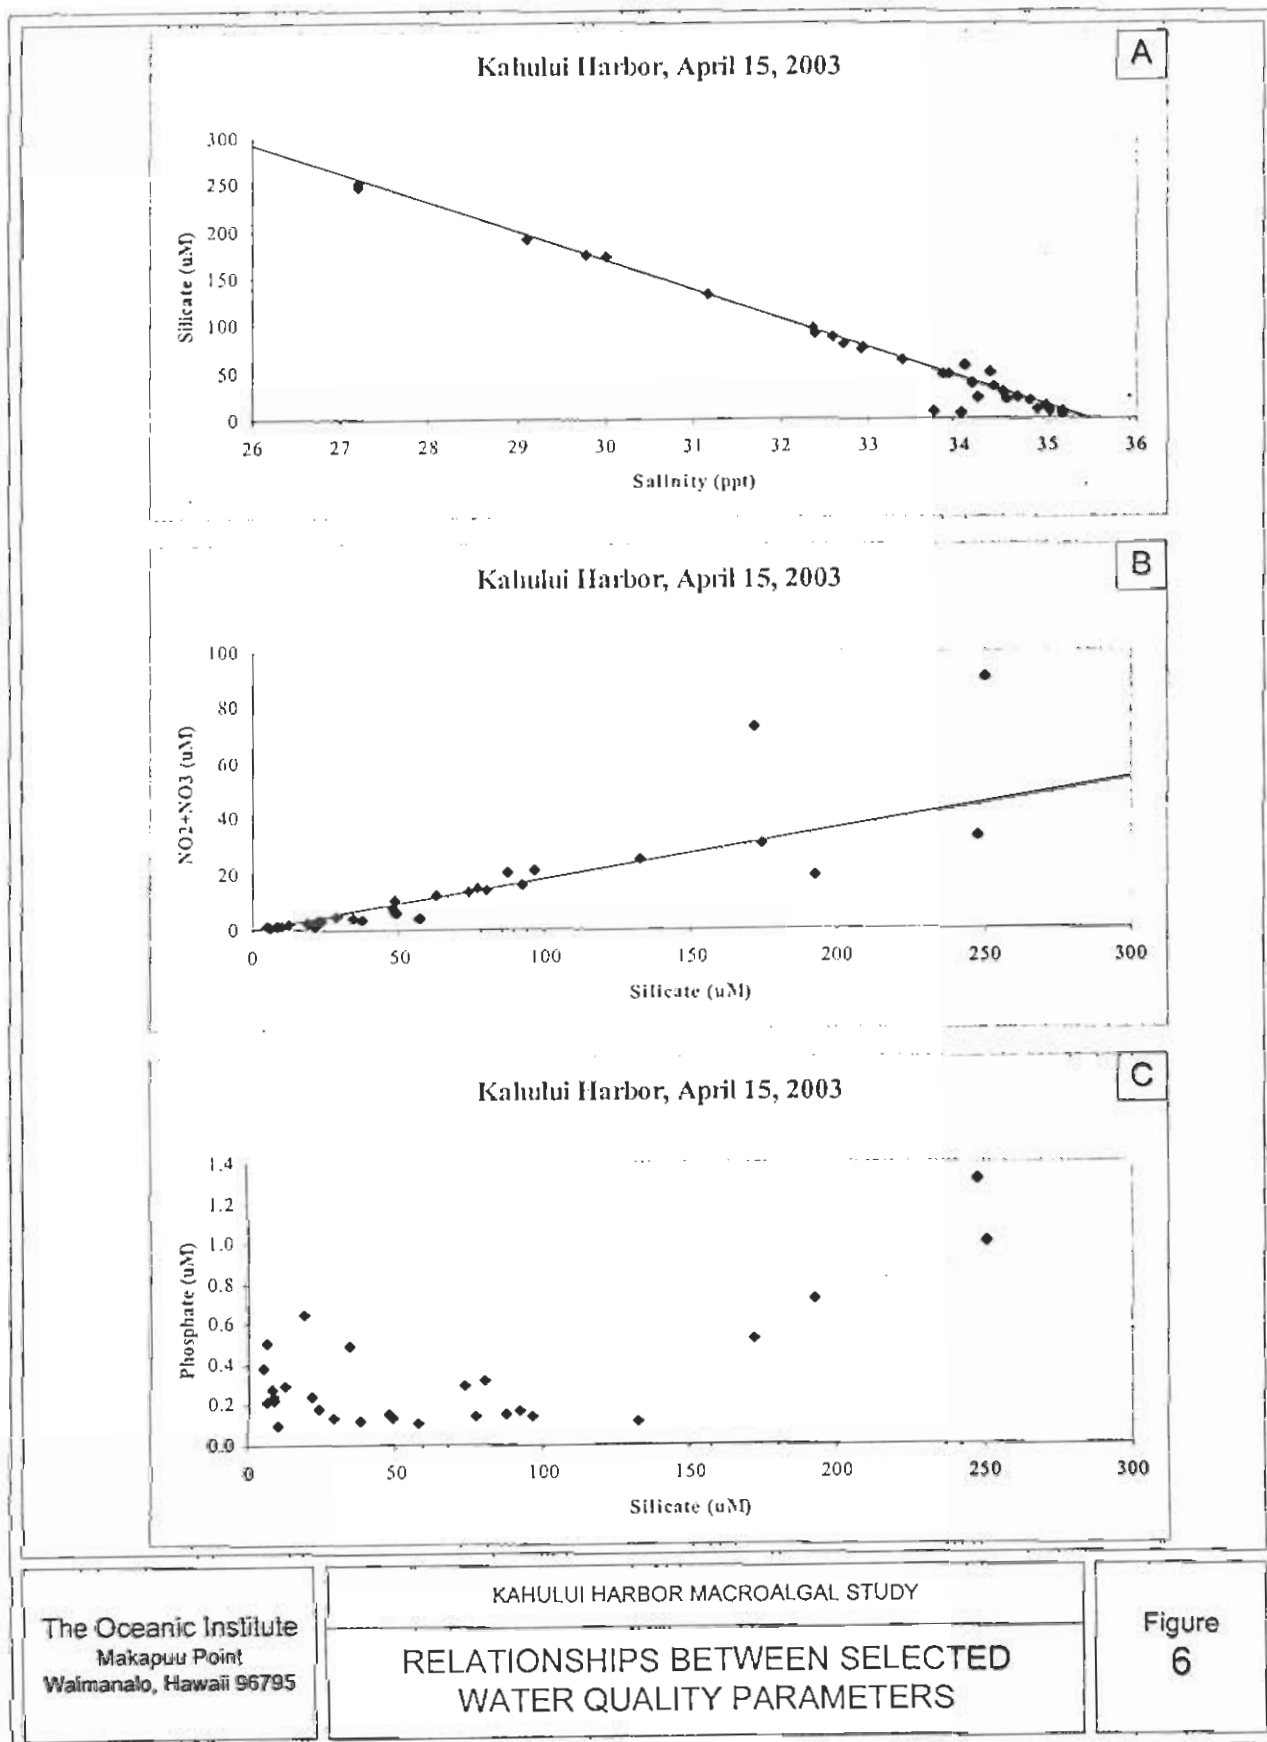 A
Kahului Harbor, April 15, 2003
300
250
200
150
100
50
0
Silicate (uM)
26 27 28 29 30 31 32 33 34 35 36
Salinity (ppt)
B
Kahului Harbor, April 15, 2003
100
80
60
40
20
0
NO2+NO3 (uM)
0 50 100 150 200 250 300
Silicate (uM)
C
Kahului Harbor, April 15, 2003
1.4
1.2
1.0
0.8
0.6
0.4
0.2
0.0
Phosphate (uM)
0 50 100 150 200 250 300
Silicate (uM)
The Oceanic Institute
Makapuu Point
Waimanalo, Hawaii 96795
KAHULUI HARBOR MACROALGAL STUDY
RELATIONSHIPS BETWEEN SELECTED
WATER QUALITY PARAMETERS
Figure
6